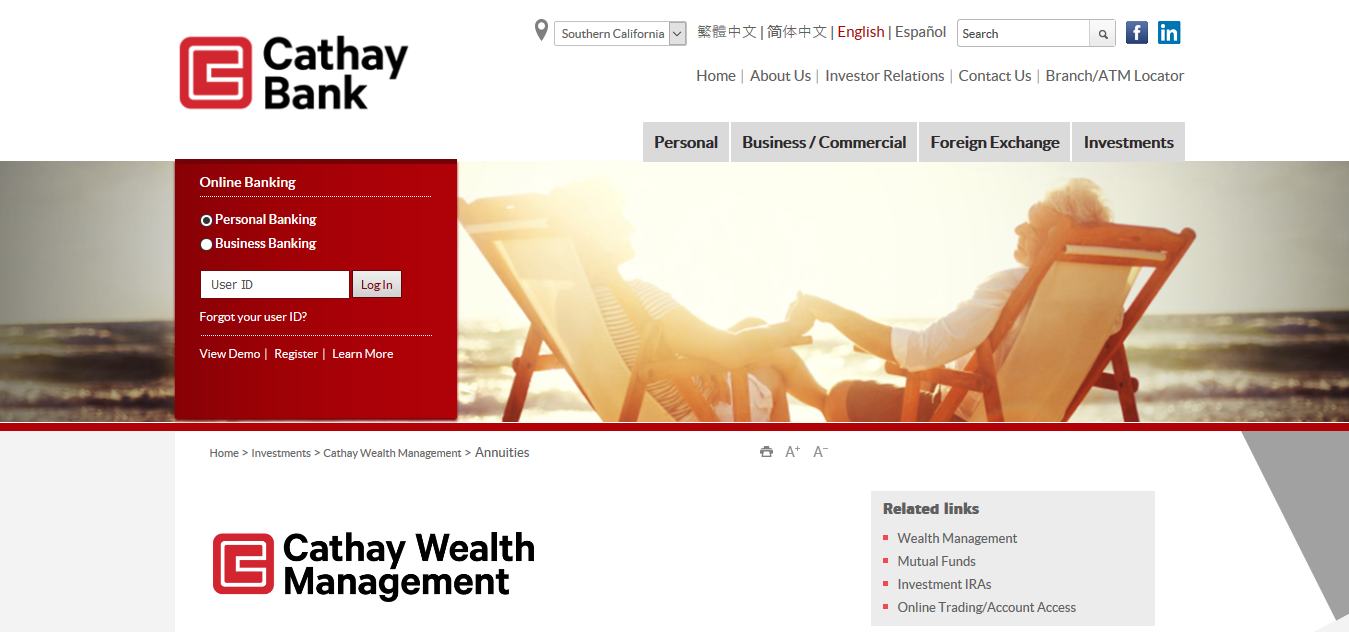 Cathay
Bank
Southern California
繁體中文 | 简体中文 | English | Español
Search
Home | About Us | Investor Relations | Contact Us | Branch/ATM Locator
Personal
Business / Commercial
Foreign Exchange
Investments
Online Banking
Personal Banking
Business Banking
User ID
Log In
Forgot your user ID?
View Demo | Register | Learn More
Home > Investments > Cathay Wealth Management > Annuities
A+ A−
Cathay Wealth
Management
Related links
Wealth Management
Mutual Funds
Investment IRAs
Online Trading/Account Access